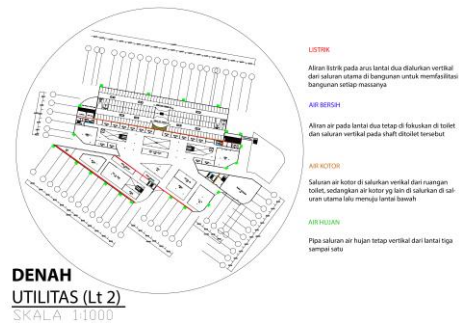 LISTRIK
Aliran listrik pada arus lantai dua dialurkan vertikal
dari saluran utama di bangunan untuk memfasilitasi
bangunan setiap massanya
AIR BERSIH
Aliran air pada lantai dua tetap di fokuskan di toilet
dan saluran vertikal pada shaft ditoilet tersebut
AIR KOTOR
Saluran air kotor di salurkan verikal dari ruangan
toilet, sedangkan air kotor yg lain di salurkan di sal-
uran utama lalu menuju lantai bawah
AIR HUJAN
Pipa saluran air hujan tetap vertikal dari lantai tiga
sampai satu
DENAH
UTILITAS (Lt 2)
SKALA 1:1000